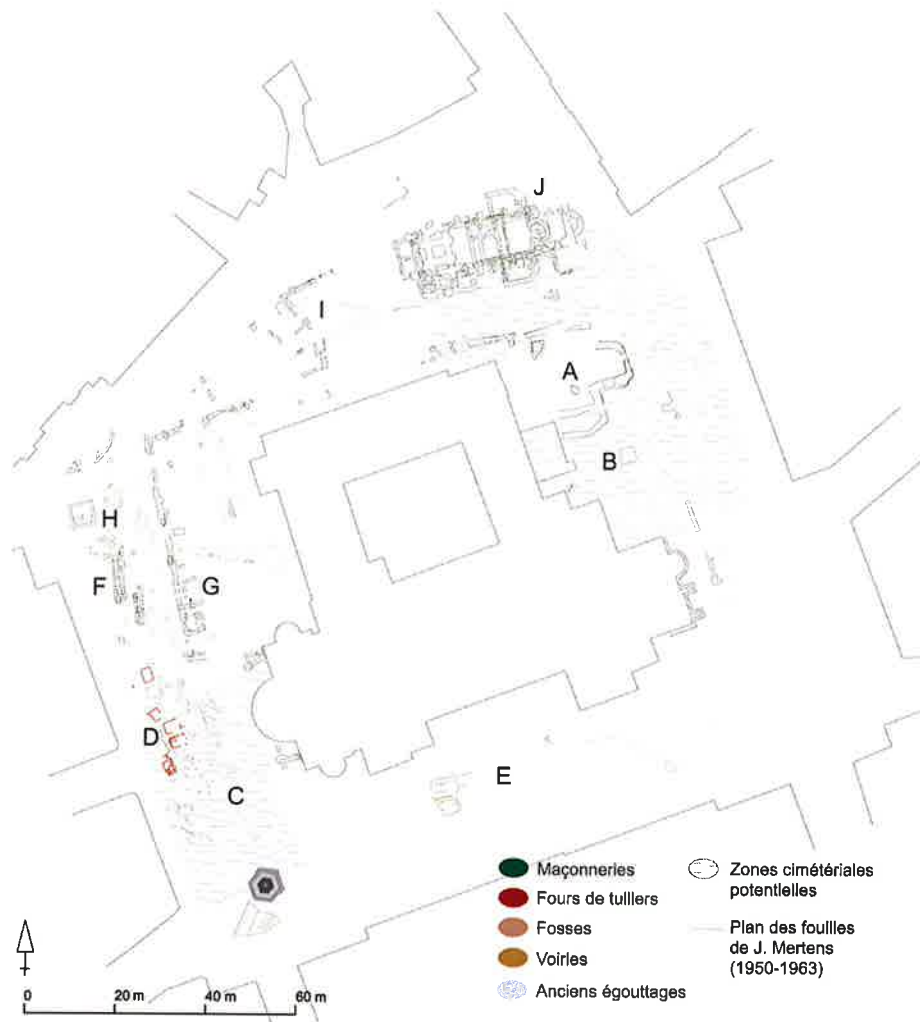 J
I
A
B
H
F
G
D
C
E
Maçonneries
Fours de tuiliers
Fosses
Voiries
Anciens égouttages
Zones cimétériales
potentielles
Plan des fouilles
de J. Mertens
(1950-1963)
0 20 m 40 m 60 m